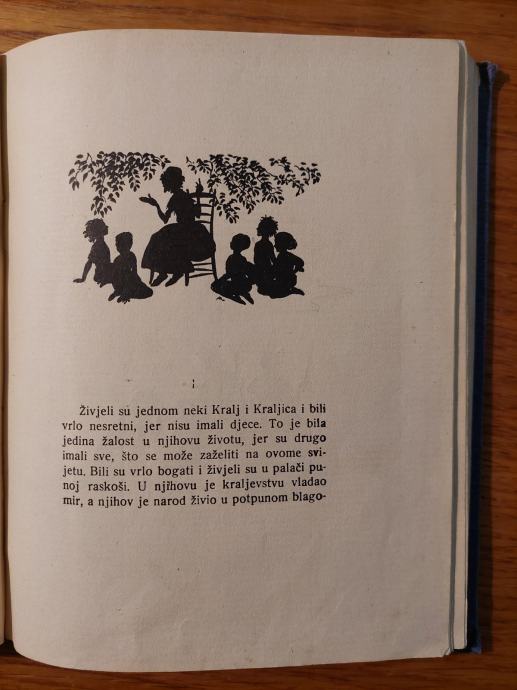 Živjeli su jednom neki Kralj i Kraljica i bili
vrlo nesretni, jer nisu imali djece. To je bila
jedina žalost u njihovu životu, jer su drugo
imali sve, što se može zaželiti na ovome svi-
jetu. Bili su vrlo bogati i živjeli su u palači pu-
noj raskoši. U njihovu je kraljevstvu vladao
mir, a njihov je narod živio u potpunom blago-